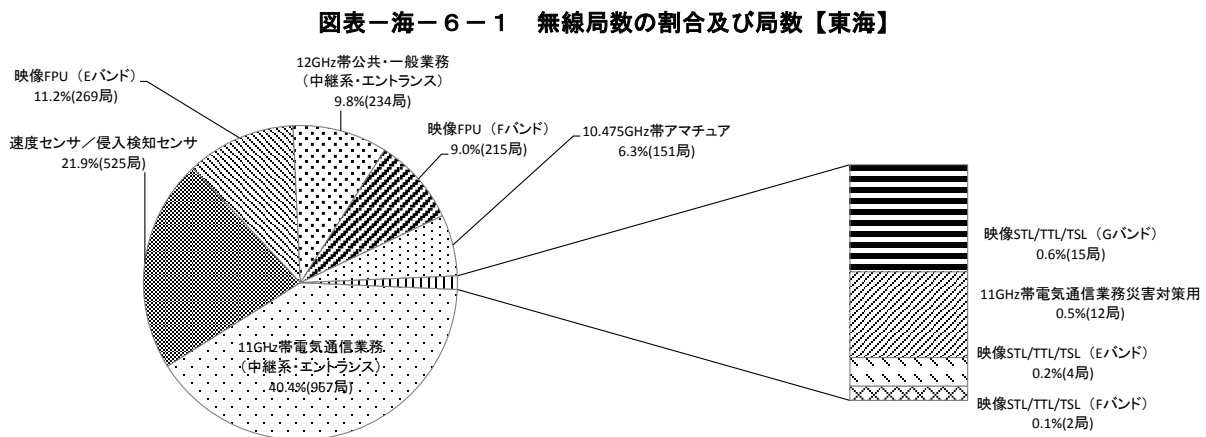 図表－海－６－１　無線局数の割合及び局数【東海】
映像FPU（Eバンド）
11.2%(269局)
速度センサ／侵入検知センサ
21.9%(525局)
12GHz帯公共・一般業務
（中継系・エントランス）
9.8%(234局)
映像FPU（Fバンド）
9.0%(215局)
10.475GHz帯アマチュア
6.3%(151局)
11GHz帯電気通信業務
（中継系・エントランス）
40.4%(967局)
映像STL/TTL/TSL（Gバンド）
0.6%(15局)
11GHz帯電気通信業務災害対策用
0.5%(12局)
映像STL/TTL/TSL（Eバンド）
0.2%(4局)
映像STL/TTL/TSL（Fバンド）
0.1%(2局)